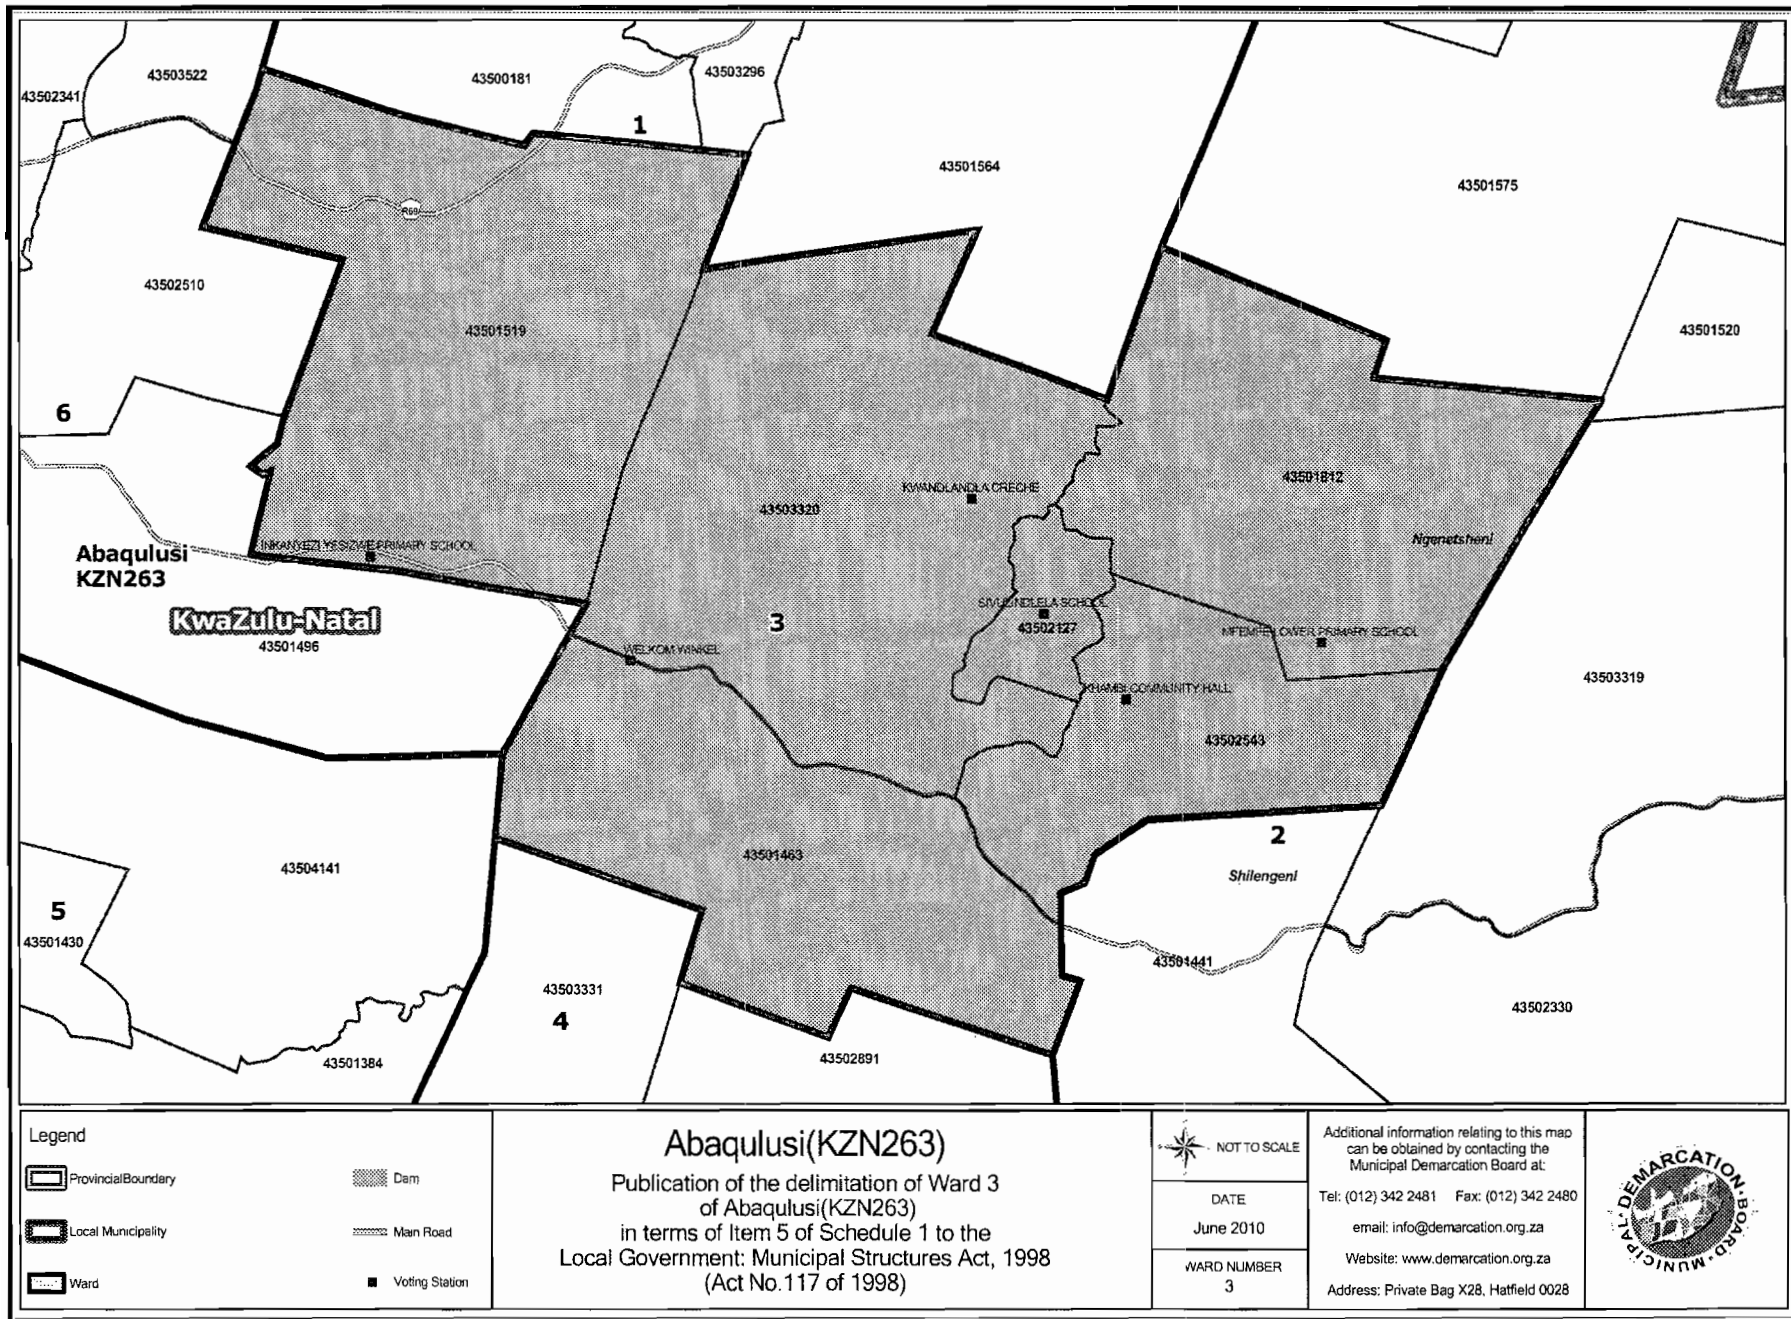 43503522
43500181
43503296
43502341
1
43501564
43501575
R69
43502510
43501519
43501520
6
43501812
KWANDLANDLA CRECHE
43503320
Ngenetsheni
INKANYEZI YESIZWE PRIMARY SCHOOL
Abaqulusi
KZN263
KwaZulu-Natal
43501496
3
SIVUSINDLELA SCHOOL
43502127
MFEMFE LOWER PRIMARY SCHOOL
WELKOM WINKEL
43503319
KHAMBI COMMUNITY HALL
43502543
2
43501463
43504141
Shilengeni
5
43501430
43501441
43503331
43502330
4
43502891
43501384
Legend
ProvincialBoundary
Dam
Local Municipality
Main Road
Ward
Voting Station
Abaqulusi(KZN263)
Publication of the delimitation of Ward 3
of Abaqulusi(KZN263)
in terms of Item 5 of Schedule 1 to the
Local Government: Municipal Structures Act, 1998
(Act No.117 of 1998)
NOT TO SCALE
DATE
June 2010
WARD NUMBER
3
Additional information relating to this map
can be obtained by contacting the
Municipal Demarcation Board at:
Tel: (012) 342 2481 Fax: (012) 342 2480
email: info@demarcation.org.za
Website: www.demarcation.org.za
Address: Private Bag X28, Hatfield 0028
MUNICIPAL DEMARCATION BOARD